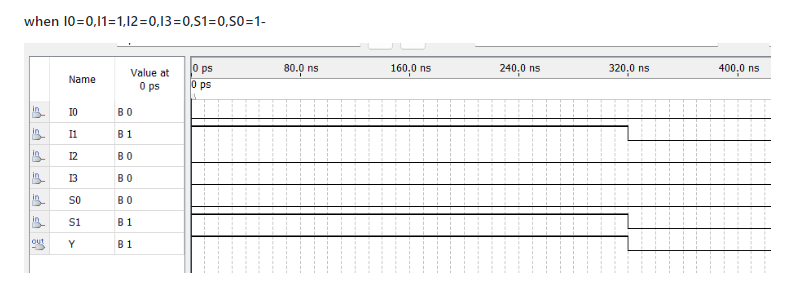 when I0=0,I1=1,I2=0,I3=0,S1=0,S0=1-
Name Value at 0 ps 0 ps 80.0 ns 160.0 ns 240.0 ns 320.0 ns 400.0 ns
0 ps
in I0 B 0
in I1 B 1
in I2 B 0
in I3 B 0
in S0 B 0
in S1 B 1
out Y B 1